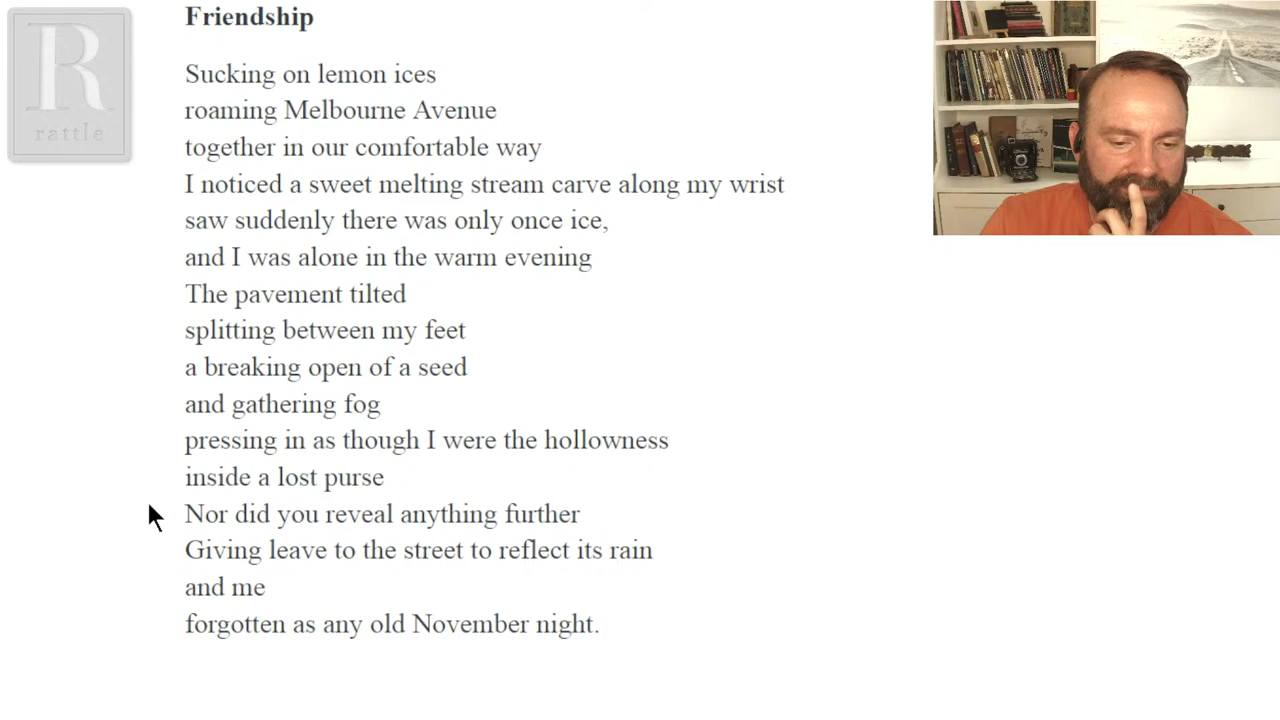 R
rattle
Friendship
Sucking on lemon ices
roaming Melbourne Avenue
together in our comfortable way
I noticed a sweet melting stream carve along my wrist
saw suddenly there was only once ice,
and I was alone in the warm evening
The pavement tilted
splitting between my feet
a breaking open of a seed
and gathering fog
pressing in as though I were the hollowness
inside a lost purse
Nor did you reveal anything further
Giving leave to the street to reflect its rain
and me
forgotten as any old November night.